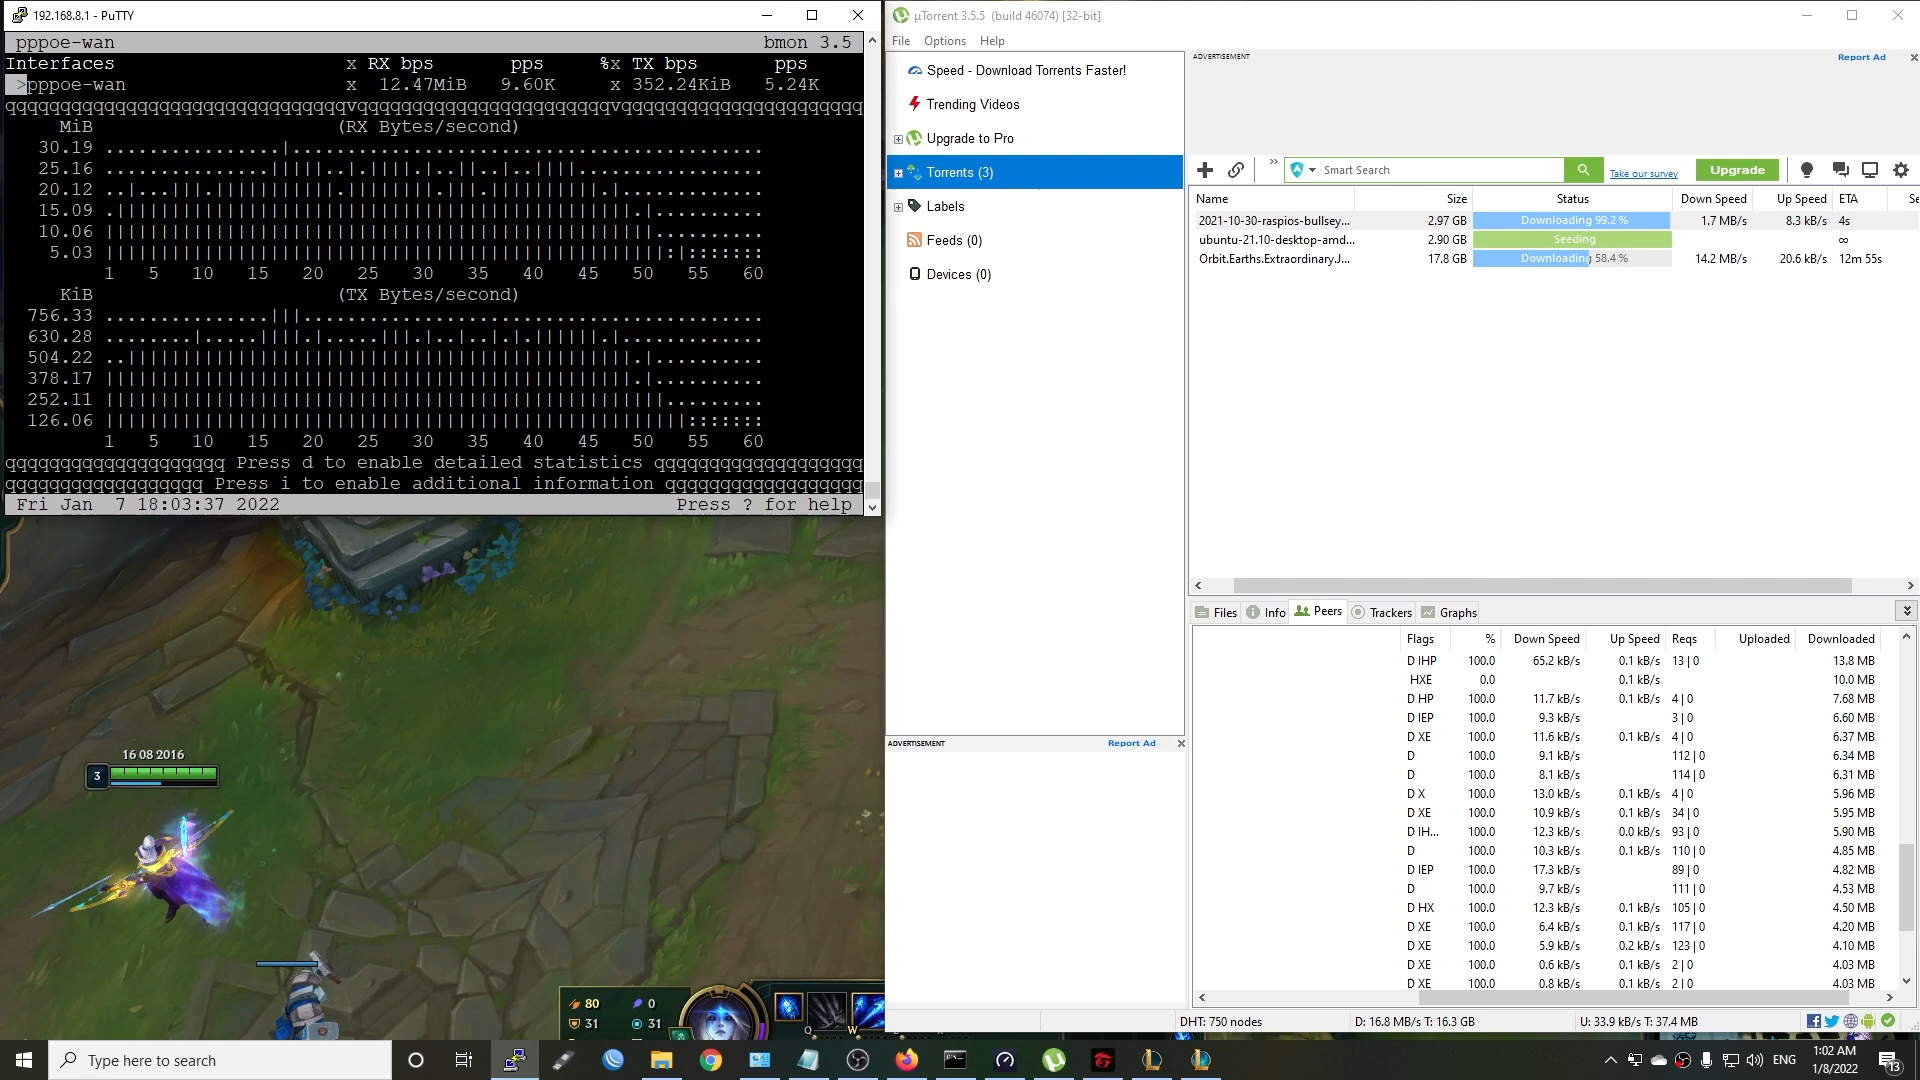 192.168.8.1 - PuTTY
pppoe-wan bmon 3.5
Interfaces x RX bps pps %x TX bps pps
>pppoe-wan x 12.47MiB 9.60K x 352.24KiB 5.24K
MiB (RX Bytes/second)
30.19
25.16
20.12
15.09
10.06
5.03
1 5 10 15 20 25 30 35 40 45 50 55 60
KiB (TX Bytes/second)
756.33
630.28
504.22
378.17
252.11
126.06
1 5 10 15 20 25 30 35 40 45 50 55 60
qqqqqqqqqqqqqqqqqqqq Press d to enable detailed statistics qqqqqqqqqqqqqqqqqqq
qqqqqqqqqqqqqqqqqq Press i to enable additional information qqqqqqqqqqqqqqqqqq
Fri Jan 7 18:03:37 2022 Press ? for help
16 08 2016
3
80 0
31 31
Q W
µTorrent 3.5.5 (build 46074) [32-bit]
File Options Help
Speed - Download Torrents Faster!
Trending Videos
Upgrade to Pro
Torrents (3)
Labels
Feeds (0)
Devices (0)
ADVERTISEMENT Report Ad
ADVERTISEMENT Report Ad
Smart Search Take our survey Upgrade
Name Size Status Down Speed Up Speed ETA Se
2021-10-30-raspios-bullsey... 2.97 GB Downloading 99.2 % 1.7 MB/s 8.3 kB/s 4s
ubuntu-21.10-desktop-amd... 2.90 GB Seeding ∞
Orbit.Earths.Extraordinary.J... 17.8 GB Downloading 58.4 % 14.2 MB/s 20.6 kB/s 12m 55s
Files Info Peers Trackers Graphs
Flags % Down Speed Up Speed Reqs Uploaded Downloaded
D IHP 100.0 65.2 kB/s 0.1 kB/s 13 | 0 13.8 MB
HXE 0.0 0.1 kB/s 10.0 MB
D HP 100.0 11.7 kB/s 0.1 kB/s 4 | 0 7.68 MB
D IEP 100.0 9.3 kB/s 3 | 0 6.60 MB
D XE 100.0 11.6 kB/s 0.1 kB/s 4 | 0 6.37 MB
D 100.0 9.1 kB/s 112 | 0 6.34 MB
D 100.0 8.1 kB/s 114 | 0 6.31 MB
D X 100.0 13.0 kB/s 0.1 kB/s 4 | 0 5.96 MB
D XE 100.0 10.9 kB/s 0.1 kB/s 34 | 0 5.95 MB
D IH... 100.0 12.3 kB/s 0.0 kB/s 93 | 0 5.90 MB
D 100.0 10.3 kB/s 0.1 kB/s 110 | 0 4.85 MB
D IEP 100.0 17.3 kB/s 89 | 0 4.82 MB
D 100.0 9.7 kB/s 111 | 0 4.53 MB
D HX 100.0 12.3 kB/s 0.1 kB/s 105 | 0 4.50 MB
D XE 100.0 6.4 kB/s 0.1 kB/s 117 | 0 4.20 MB
D XE 100.0 5.9 kB/s 0.2 kB/s 123 | 0 4.10 MB
D XE 100.0 0.6 kB/s 0.1 kB/s 2 | 0 4.03 MB
D XE 100.0 0.8 kB/s 0.1 kB/s 2 | 0 4.03 MB
DHT: 750 nodes D: 16.8 MB/s T: 16.3 GB U: 33.9 kB/s T: 37.4 MB
Type here to search
ENG 1:02 AM
1/8/2022 13